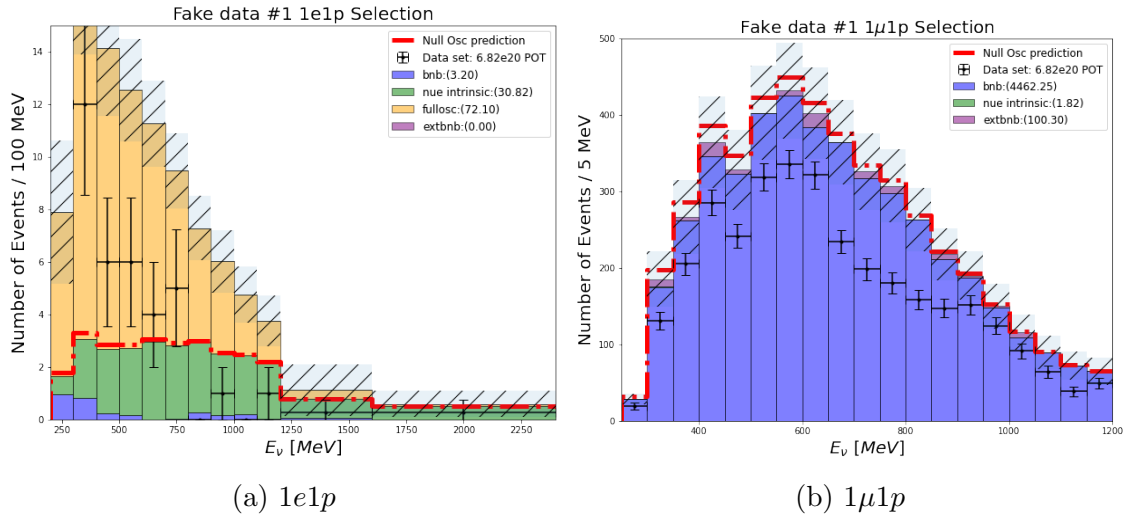 Fake data #1 1e1p Selection
Number of Events / 100 MeV
14
12
10
8
6
4
2
0
Null Osc prediction
Data set: 6.82e20 POT
bnb:(3.20)
nue intrinsic:(30.82)
fullosc:(72.10)
extbnb:(0.00)
250 500 750 1000 1250 1500 1750 2000 2250
Eν [MeV]
(a) 1e1p
Fake data #1 1μ1p Selection
Number of Events / 5 MeV
500
400
300
200
100
0
Null Osc prediction
Data set: 6.82e20 POT
bnb:(4462.25)
nue intrinsic:(1.82)
extbnb:(100.30)
400 600 800 1000 1200
Eν [MeV]
(b) 1μ1p